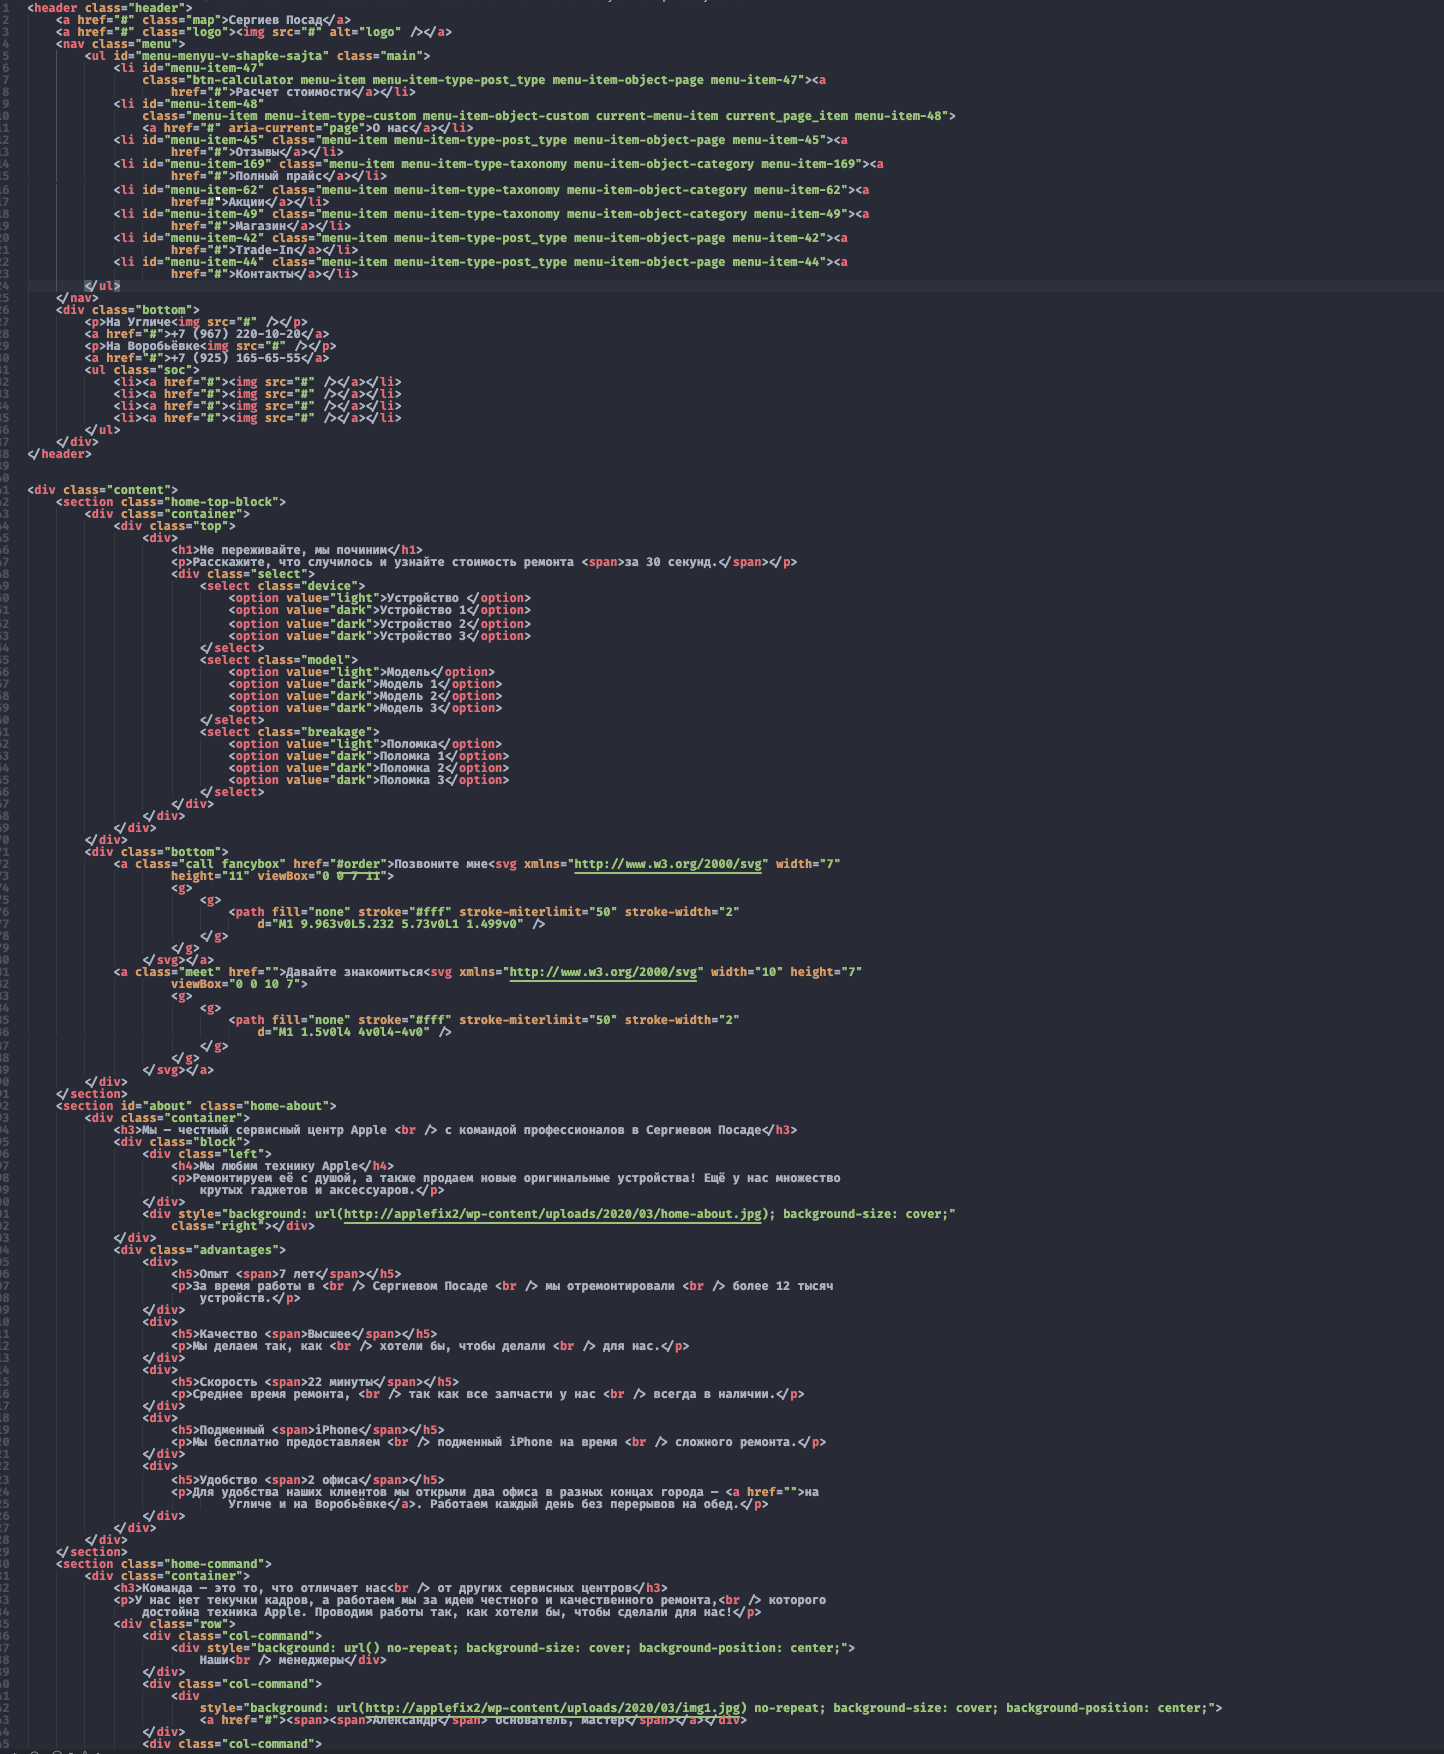 <header class="header">
<a href="#" class="map">Сергиев Посад</a>
<a href="#" class="logo"><img src="#" alt="logo" /></a>
<nav class="menu">
<ul id="menu-menyu-v-shapke-sajta" class="main">
<li id="menu-item-47"
class="btn-calculator menu-item menu-item-type-post_type menu-item-object-page menu-item-47"><a
href="#">Расчет стоимости</a></li>
<li id="menu-item-48"
class="menu-item menu-item-type-custom menu-item-object-custom current-menu-item current_page_item menu-item-48">
<a href="#" aria-current="page">О нас</a></li>
<li id="menu-item-45" class="menu-item menu-item-type-post_type menu-item-object-page menu-item-45"><a
href="#">Отзывы</a></li>
<li id="menu-item-169" class="menu-item menu-item-type-taxonomy menu-item-object-category menu-item-169"><a
href="#">Полный прайс</a></li>
<li id="menu-item-62" class="menu-item menu-item-type-taxonomy menu-item-object-category menu-item-62"><a
href=#">Акции</a></li>
<li id="menu-item-49" class="menu-item menu-item-type-taxonomy menu-item-object-category menu-item-49"><a
href="#">Магазин</a></li>
<li id="menu-item-42" class="menu-item menu-item-type-post_type menu-item-object-page menu-item-42"><a
href="#">Trade-In</a></li>
<li id="menu-item-44" class="menu-item menu-item-type-post_type menu-item-object-page menu-item-44"><a
href="#">Контакты</a></li>
</ul>
</nav>
<div class="bottom">
<p>На Угличе<img src="#" /></p>
<a href="#">+7 (967) 220-10-20</a>
<p>На Воробьёвке<img src="#" /></p>
<a href="#">+7 (925) 165-65-55</a>
<ul class="soc">
<li><a href="#"><img src="#" /></a></li>
<li><a href="#"><img src="#" /></a></li>
<li><a href="#"><img src="#" /></a></li>
<li><a href="#"><img src="#" /></a></li>
</ul>
</div>
</header>
<div class="content">
<section class="home-top-block">
<div class="container">
<div class="top">
<div>
<h1>Не переживайте, мы починим</h1>
<p>Расскажите, что случилось и узнайте стоимость ремонта <span>за 30 секунд.</span></p>
<div class="select">
<select class="device">
<option value="light">Устройство </option>
<option value="dark">Устройство 1</option>
<option value="dark">Устройство 2</option>
<option value="dark">Устройство 3</option>
</select>
<select class="model">
<option value="light">Модель</option>
<option value="dark">Модель 1</option>
<option value="dark">Модель 2</option>
<option value="dark">Модель 3</option>
</select>
<select class="breakage">
<option value="light">Поломка</option>
<option value="dark">Поломка 1</option>
<option value="dark">Поломка 2</option>
<option value="dark">Поломка 3</option>
</select>
</div>
</div>
</div>
</div>
<div class="bottom">
<a class="call fancybox" href="#order">Позвоните мне<svg xmlns="http://www.w3.org/2000/svg" width="7"
height="11" viewBox="0 0 7 11">
<g>
<g>
<path fill="none" stroke="#fff" stroke-miterlimit="50" stroke-width="2"
d="M1 9.963v0L5.232 5.73v0L1 1.499v0" />
</g>
</g>
</svg></a>
<a class="meet" href="">Давайте знакомиться<svg xmlns="http://www.w3.org/2000/svg" width="10" height="7"
viewBox="0 0 10 7">
<g>
<g>
<path fill="none" stroke="#fff" stroke-miterlimit="50" stroke-width="2"
d="M1 1.5v0l4 4v0l4-4v0" />
</g>
</g>
</svg></a>
</div>
</section>
<section id="about" class="home-about">
<div class="container">
<h3>Мы — честный сервисный центр Apple <br /> с командой профессионалов в Сергиевом Посаде</h3>
<div class="block">
<div class="left">
<h4>Мы любим технику Apple</h4>
<p>Ремонтируем её с душой, а также продаем новые оригинальные устройства! Ещё у нас множество
крутых гаджетов и аксессуаров.</p>
</div>
<div style="background: url(http://applefix2/wp-content/uploads/2020/03/home-about.jpg); background-size: cover;"
class="right"></div>
</div>
<div class="advantages">
<div>
<h5>Опыт <span>7 лет</span></h5>
<p>За время работы в <br /> Сергиевом Посаде <br /> мы отремонтировали <br /> более 12 тысяч
устройств.</p>
</div>
<div>
<h5>Качество <span>Высшее</span></h5>
<p>Мы делаем так, как <br /> хотели бы, чтобы делали <br /> для нас.</p>
</div>
<div>
<h5>Скорость <span>22 минуты</span></h5>
<p>Среднее время ремонта, <br /> так как все запчасти у нас <br /> всегда в наличии.</p>
</div>
<div>
<h5>Подменный <span>iPhone</span></h5>
<p>Мы бесплатно предоставляем <br /> подменный iPhone на время <br /> сложного ремонта.</p>
</div>
<div>
<h5>Удобство <span>2 офиса</span></h5>
<p>Для удобства наших клиентов мы открыли два офиса в разных концах города — <a href="">на
Угличе и на Воробьёвке</a>. Работаем каждый день без перерывов на обед.</p>
</div>
</div>
</div>
</section>
<section class="home-command">
<div class="container">
<h3>Команда — это то, что отличает нас<br /> от других сервисных центров</h3>
<p>У нас нет текучки кадров, а работаем мы за идею честного и качественного ремонта,<br /> которого
достойна техника Apple. Проводим работы так, как хотели бы, чтобы сделали для нас!</p>
<div class="row">
<div class="col-command">
<div style="background: url() no-repeat; background-size: cover; background-position: center;">
Наши<br /> менеджеры</div>
</div>
<div class="col-command">
<div
style="background: url(http://applefix2/wp-content/uploads/2020/03/img1.jpg) no-repeat; background-size: cover; background-position: center;">
<a href="#"><span><span>Александр</span> основатель, мастер</span></a></div>
</div>
<div class="col-command">